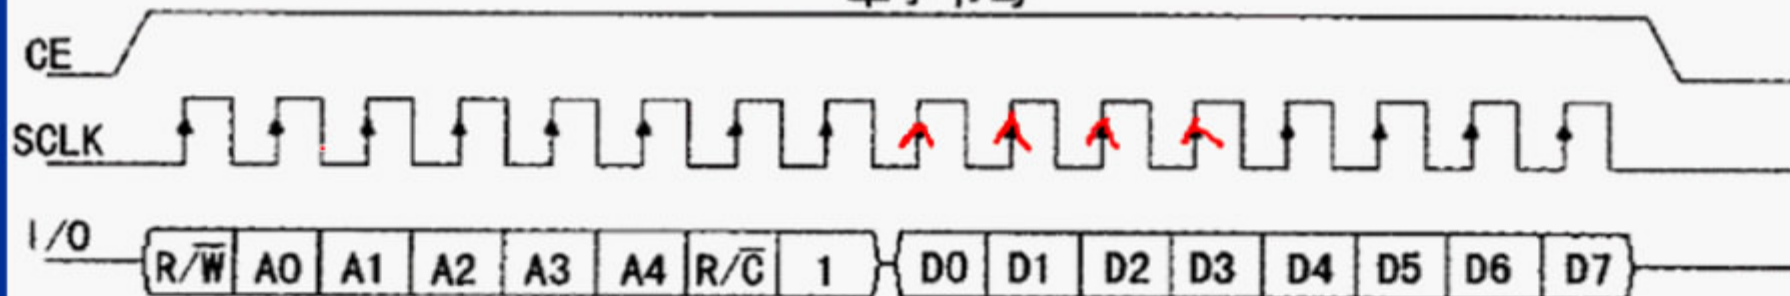 CE
SCLK
I/O
R/W̅ A0 A1 A2 A3 A4 R/C̅ 1 D0 D1 D2 D3 D4 D5 D6 D7